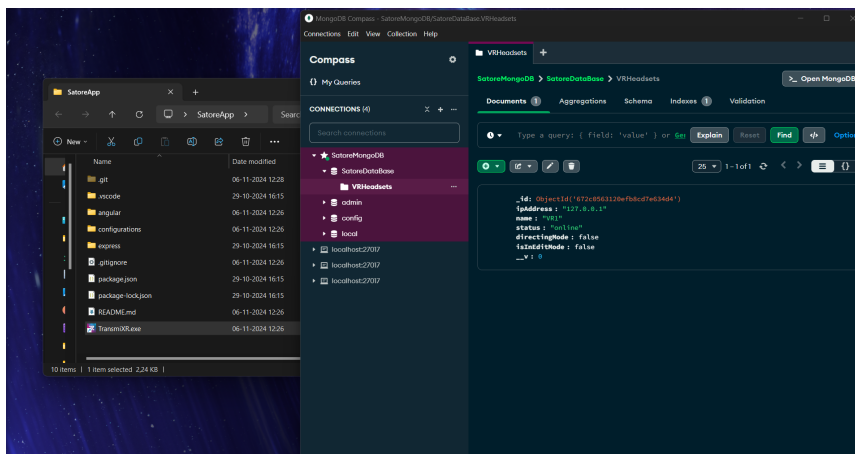 MongoDB Compass - SatoreMongoDB/SatoreDataBase.VRHeadsets
Connections Edit View Collection Help
Compass
{} My Queries
CONNECTIONS (4)
Search connections
SatoreMongoDB
SatoreDataBase
VRHeadsets
admin
config
local
localhost:27017
localhost:27017
localhost:27017
VRHeadsets
SatoreMongoDB > SatoreDataBase > VRHeadsets
>_ Open MongoDB
Documents 1 Aggregations Schema Indexes 1 Validation
Type a query: { field: 'value' } or Ge Explain Reset Find </> Optio
25 1-1 of 1
_id: ObjectId('672c0563120efb8cd7e634d4')
ipAddress : "127.0.0.1"
name : "VR1"
status : "online"
directingMode : false
isInEditMode : false
__v : 0
SatoreApp
SatoreApp > Searc
New
Name Date modified
.git 06-11-2024 12:28
.vscode 29-10-2024 16:15
angular 06-11-2024 12:26
configurations 06-11-2024 12:26
express 29-10-2024 16:15
.gitignore 06-11-2024 12:26
package.json 29-10-2024 16:15
package-lock.json 29-10-2024 16:15
README.md 06-11-2024 12:26
TransmiXR.exe 06-11-2024 12:26
10 items | 1 item selected 2,24 KB |